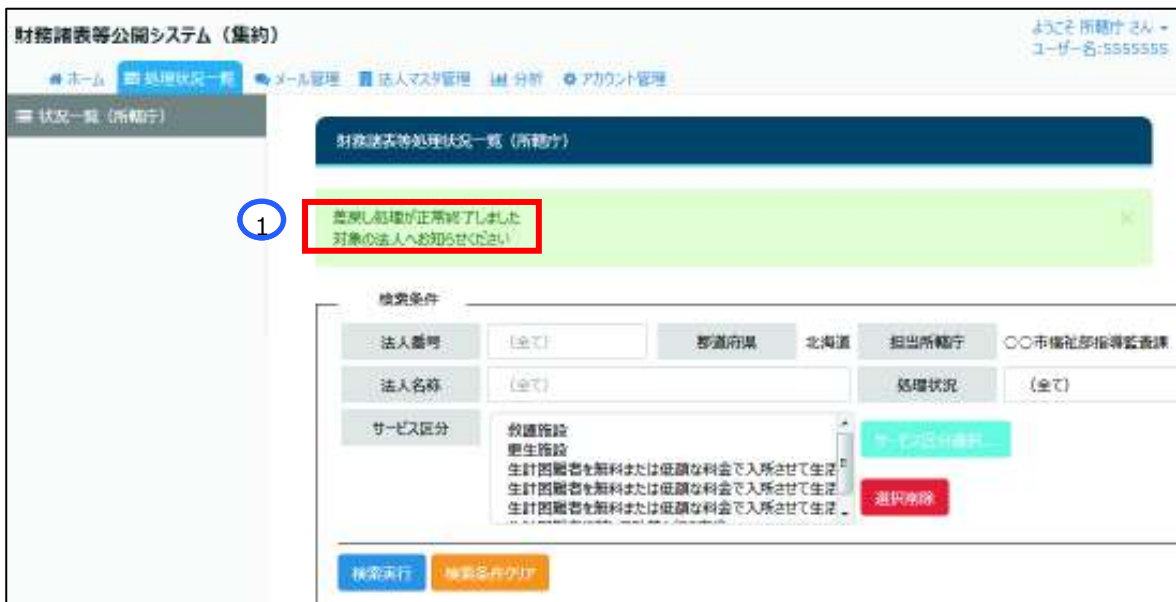 財務諸表等公開システム（集約）
ようこそ 所轄庁 さん
ユーザー名:5555555
ホーム 処理状況一覧 メール管理 法人マスタ管理 分析 アカウント管理
状況一覧（所轄庁）
財務諸表等処理状況一覧（所轄庁）
1
差戻し処理が正常終了しました ×
対象の法人へお知らせください
検索条件
法人番号 (全て) 都道府県 北海道 担当所轄庁 〇〇市福祉部指導監査課
法人名称 (全て) 処理状況 (全て)
サービス区分 救護施設 サービス区分選択...
更生施設
生計困難者を無料または低額な料金で入所させて生活
生計困難者を無料または低額な料金で入所させて生活 選択削除
生計困難者を無料または低額な料金で入所させて生活
検索実行 検索条件クリア